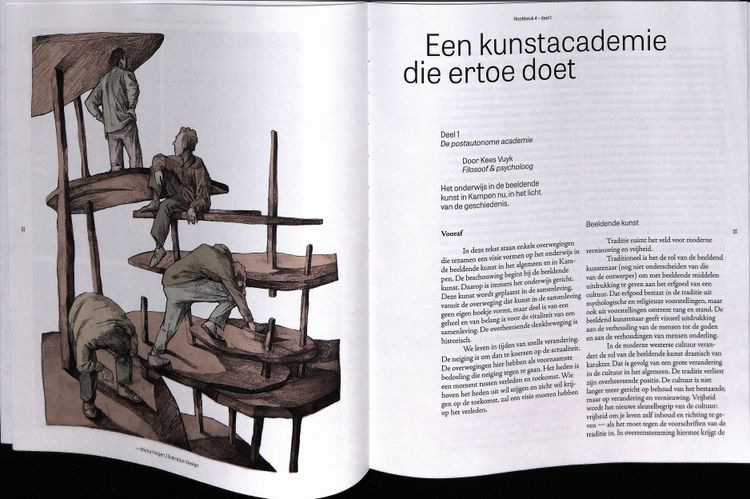 Hoofdstuk 4 – deel 1
Een kunstacademie
die ertoe doet
Deel 1
De postautonome academie
Door Kees Vuyk
Filosoof & psycholoog
Het onderwijs in de beeldende
kunst in Kampen nu, in het licht
van de geschiedenis.
Vooraf
In deze tekst staan enkele overwegingen
die tezamen een visie vormen op het onderwijs in
de beeldende kunst in het algemeen en in Kam-
pen. De beschouwing begint bij de beeldende
kunst. Daarop is immers het onderwijs gericht.
Deze kunst wordt geplaatst in de samenleving,
vanuit de overweging dat kunst in de samenleving
geen eigen hoekje vormt, maar deel is van een
geheel en van belang is voor de vitaliteit van een
samenleving. De overheersende denkbeweging is
historisch.
We leven in tijden van snelle verandering.
De neiging is om dan te koersen op de actualiteit.
De overwegingen hier hebben als voornaamste
bedoeling die neiging tegen te gaan. Het heden is
een moment tussen verleden en toekomst. Wie
boven het heden uit wil stijgen en zicht wil krij-
gen op de toekomst, zal een visie moeten hebben
op het verleden.
Beeldende kunst
Traditie ruimt het veld voor moderne
vernieuwing en vrijheid.
Traditioneel is het de rol van de beeldend
kunstenaar (nog niet onderscheiden van die
van de ontwerper) om met beeldende middelen
uitdrukking te geven aan het erfgoed van een
cultuur. Dat erfgoed bestaat in de traditie uit
mythologische en religieuze voorstellingen, maar
ook uit voorstellingen omtrent rang en stand. De
beeldend kunstenaar geeft visueel uitdrukking
aan de verhouding van de mensen tot de goden
en aan de verhoudingen van mensen onderling.
In de moderne westerse cultuur veran-
dert de rol van de beeldende kunst drastisch van
karakter. Dat is gevolg van een grote verandering
in de cultuur in het algemeen. De traditie verliest
zijn overheersende positie. De cultuur is niet
langer meer gericht op behoud van het bestaande,
maar op verandering en vernieuwing. Vrijheid
wordt het nieuwe sleutelbegrip van de cultuur:
vrijheid om je leven zelf inhoud en richting te ge-
ven — als het moet tegen de voorschriften van de
traditie in. In overeenstemming hiermee krijgt de